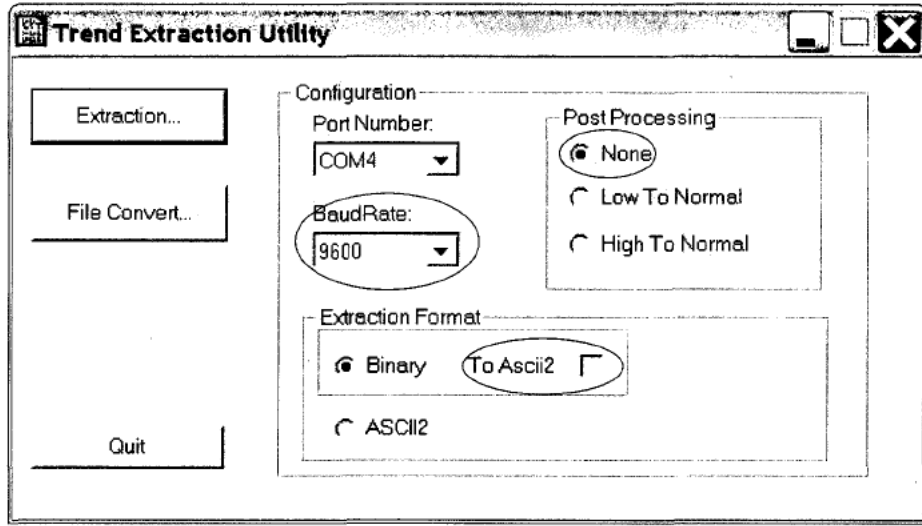 Trend Extraction Utility
Extraction...
File Convert...
Quit
Configuration
Port Number:
COM4
BaudRate:
9600
Post Processing
None
Low To Normal
High To Normal
Extraction Format
Binary To Ascii2
ASCII2